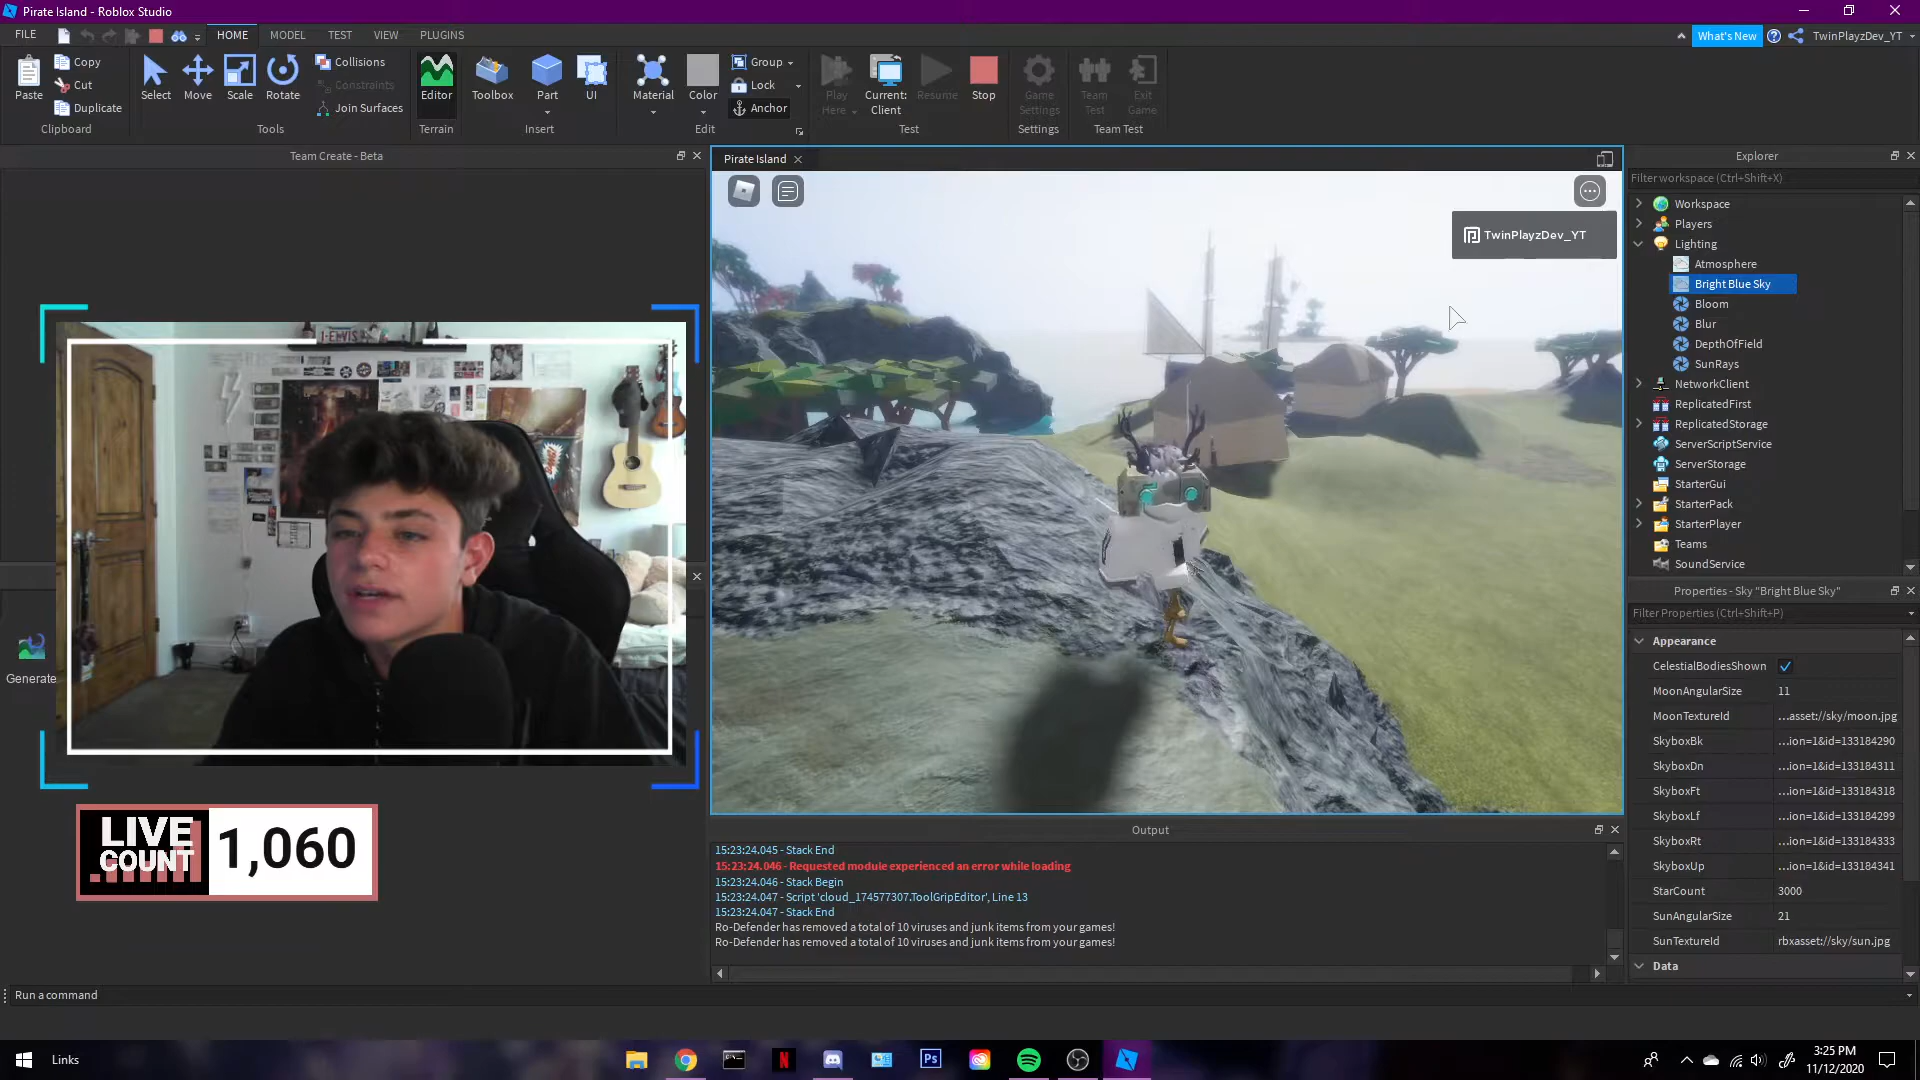 Pirate Island - Roblox Studio
FILE
HOME
MODEL
TEST
VIEW
PLUGINS
What's New
TwinPlayzDev_YT
Paste
Copy
Cut
Duplicate
Clipboard
Select
Move
Scale
Rotate
Collisions
Constraints
Join Surfaces
Tools
Editor
Terrain
Toolbox
Part
UI
Insert
Material
Color
Group
Lock
Anchor
Edit
Play Here
Current: Client
Resume
Stop
Test
Game Settings
Settings
Team Test
Exit Game
Team Test
Team Create - Beta
Generate
LIVE COUNT
1,060
Pirate Island
TwinPlayzDev_YT
Output
15:23:24.045 - Stack End
15:23:24.046 - Requested module experienced an error while loading
15:23:24.046 - Stack Begin
15:23:24.047 - Script 'cloud_174577307.ToolGripEditor', Line 13
15:23:24.047 - Stack End
Ro-Defender has removed a total of 10 viruses and junk items from your games!
Ro-Defender has removed a total of 10 viruses and junk items from your games!
Explorer
Filter workspace (Ctrl+Shift+X)
Workspace
Players
Lighting
Atmosphere
Bright Blue Sky
Bloom
Blur
DepthOfField
SunRays
NetworkClient
ReplicatedFirst
ReplicatedStorage
ServerScriptService
ServerStorage
StarterGui
StarterPack
StarterPlayer
Teams
SoundService
Properties - Sky "Bright Blue Sky"
Filter Properties (Ctrl+Shift+P)
Appearance
CelestialBodiesShown
MoonAngularSize 11
MoonTextureId ...asset://sky/moon.jpg
SkyboxBk ...ion=1&id=133184290
SkyboxDn ...ion=1&id=133184311
SkyboxFt ...ion=1&id=133184318
SkyboxLf ...ion=1&id=133184299
SkyboxRt ...ion=1&id=133184333
SkyboxUp ...ion=1&id=133184341
StarCount 3000
SunAngularSize 21
SunTextureId rbxasset://sky/sun.jpg
Data
Run a command
Links
Ps
3:25 PM
11/12/2020